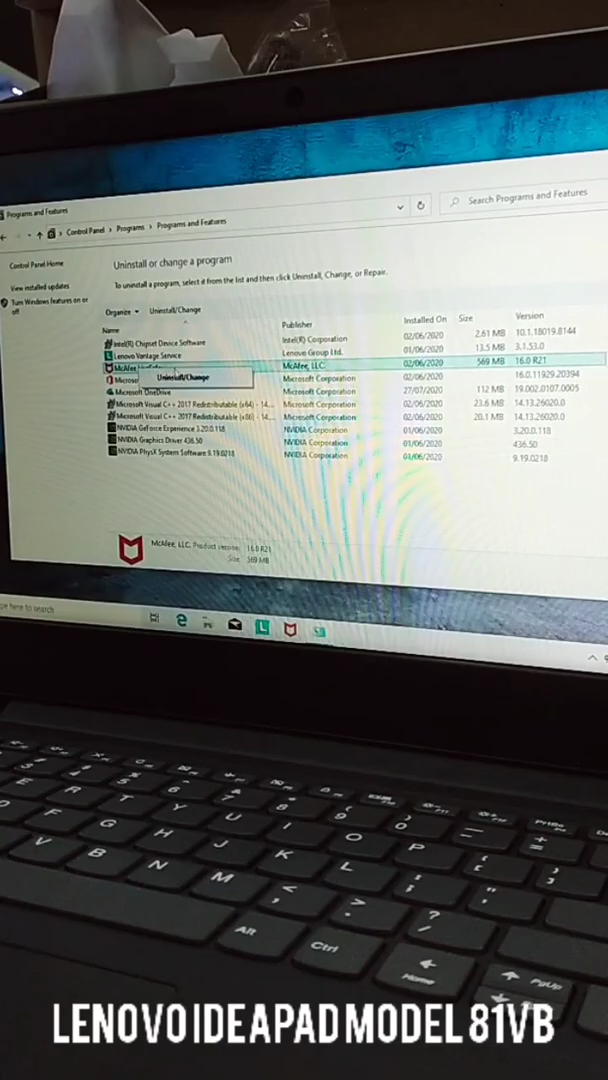 Programs and Features
Control Panel > Programs > Programs and Features
Search Programs and Features
Control Panel Home
View installed updates
Turn Windows features on or off
Uninstall or change a program
To uninstall a program, select it from the list and then click Uninstall, Change, or Repair.
Organize Uninstall/Change
Name Publisher Installed On Size Version
Intel(R) Chipset Device Software Intel(R) Corporation 02/06/2020 2.61 MB 10.1.18019.8144
Lenovo Vantage Service Lenovo Group Ltd. 01/06/2020 13.5 MB 3.1.53.0
McAfee McAfee, LLC. 02/06/2020 569 MB 16.0 R21
Uninstall/Change
Microsoft Corporation 02/06/2020 16.0.11929.20394
Microsoft OneDrive Microsoft Corporation 27/07/2020 112 MB 19.002.0107.0005
Microsoft Visual C++ 2017 Redistributable (x64) - 14.... Microsoft Corporation 02/06/2020 23.6 MB 14.13.26020.0
Microsoft Visual C++ 2017 Redistributable (x86) - 14.... Microsoft Corporation 02/06/2020 20.1 MB 14.13.26020.0
NVIDIA GeForce Experience 3.20.0.118 NVIDIA Corporation 01/06/2020 3.20.0.118
NVIDIA Graphics Driver 436.50 NVIDIA Corporation 01/06/2020 436.50
NVIDIA PhysX System Software 9.19.0218 NVIDIA Corporation 01/06/2020 9.19.0218
McAfee, LLC. Product version: 16.0 R21
Size: 569 MB
pe here to search
PrtSc
E R T Y U I O P
F G H J K L
V B N M
Alt Ctrl Home PgUp
LENOVO IDEAPAD MODEL 81VB